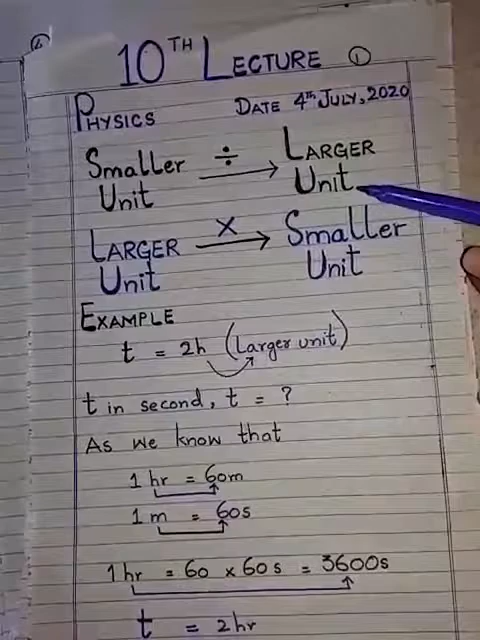 10TH LECTURE 1
PHYSICS DATE 4th JULY, 2020
Smaller Unit ÷ → LARGER Unit
LARGER Unit × → Smaller Unit
EXAMPLE
t = 2h (Larger unit)
t in second, t = ?
As we know that
1 hr = 60m
1 m = 60s
1 hr = 60 × 60s = 3600s
t = 2hr